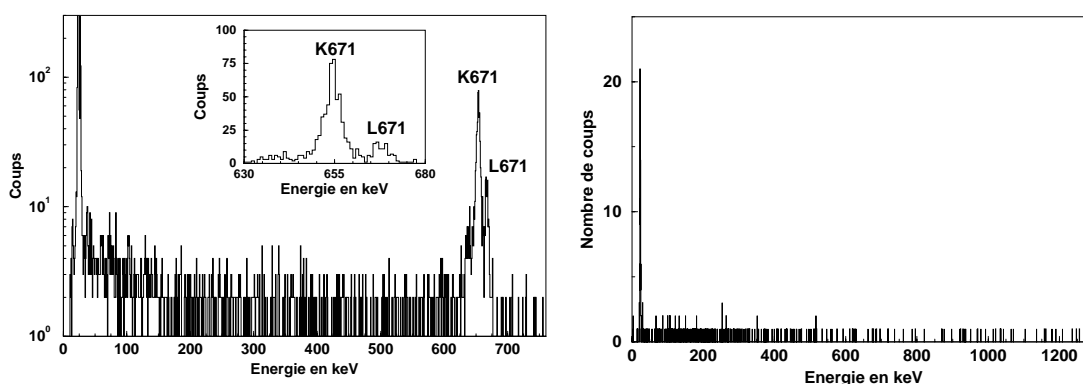 Coups
10²
10¹
10⁰
0 100 200 300 400 500 600 700
Energie en keV
K671
L671
Coups
100
75
50
25
0
630 655 680
Energie en keV
K671
L671
Nombre de coups
20
10
0
0 200 400 600 800 1000 1200
Energie en keV